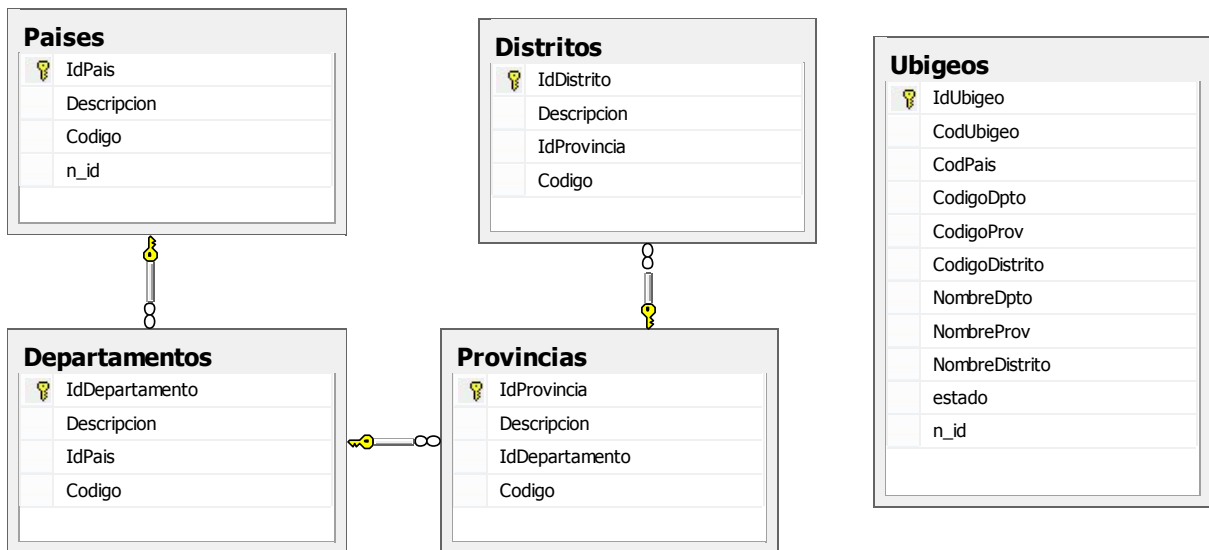 Paises
IdPais
Descripcion
Codigo
n_id
Distritos
IdDistrito
Descripcion
IdProvincia
Codigo
Ubigeos
IdUbigeo
CodUbigeo
CodPais
CodigoDpto
CodigoProv
CodigoDistrito
NombreDpto
NombreProv
NombreDistrito
estado
n_id
Departamentos
IdDepartamento
Descripcion
IdPais
Codigo
Provincias
IdProvincia
Descripcion
IdDepartamento
Codigo